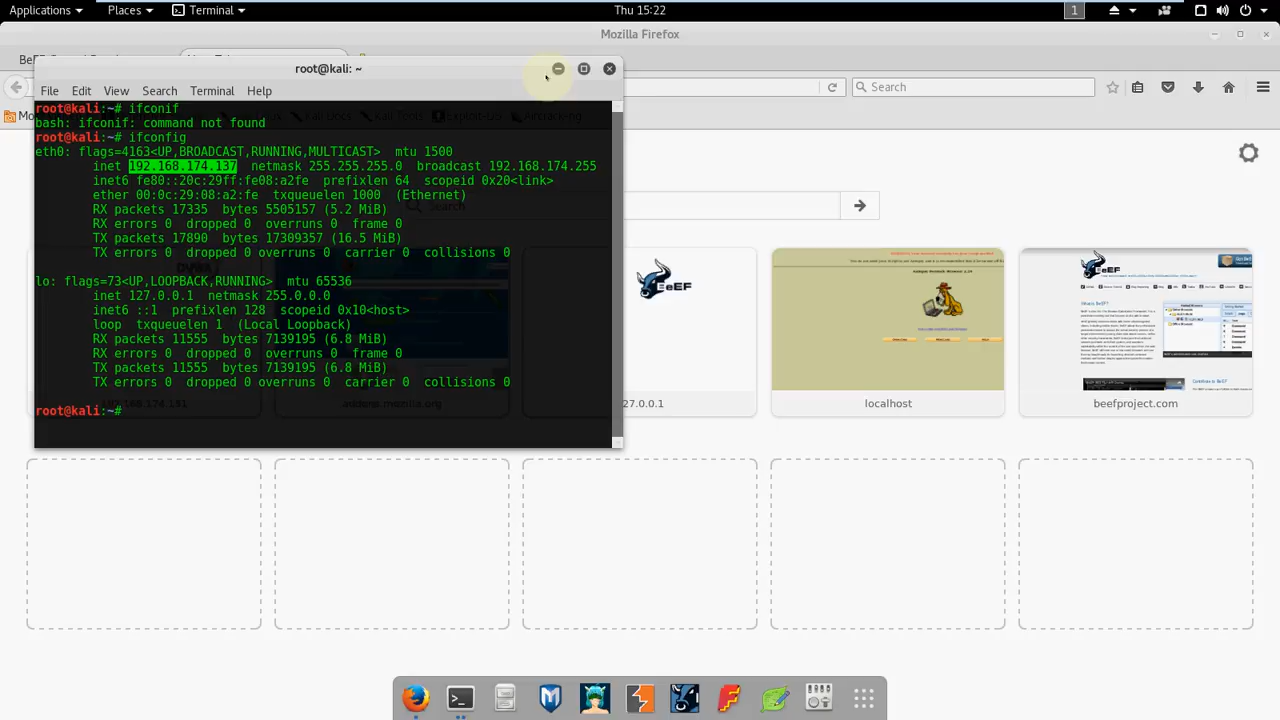 Applications
Places
Terminal
Thu 15:22
1
Mozilla Firefox
root@kali: ~
File Edit View Search Terminal Help
Search
root@kali:~# ifconif
bash: ifconif: command not found
root@kali:~# ifconfig
eth0: flags=4163<UP,BROADCAST,RUNNING,MULTICAST> mtu 1500
inet 192.168.174.137 netmask 255.255.255.0 broadcast 192.168.174.255
inet6 fe80::20c:29ff:fe08:a2fe prefixlen 64 scopeid 0x20<link>
ether 00:0c:29:08:a2:fe txqueuelen 1000 (Ethernet)
RX packets 17335 bytes 5505157 (5.2 MiB)
RX errors 0 dropped 0 overruns 0 frame 0
TX packets 17890 bytes 17309357 (16.5 MiB)
TX errors 0 dropped 0 overruns 0 carrier 0 collisions 0
lo: flags=73<UP,LOOPBACK,RUNNING> mtu 65536
inet 127.0.0.1 netmask 255.0.0.0
inet6 ::1 prefixlen 128 scopeid 0x10<host>
loop txqueuelen 1 (Local Loopback)
RX packets 11555 bytes 7139195 (6.8 MiB)
RX errors 0 dropped 0 overruns 0 frame 0
TX packets 11555 bytes 7139195 (6.8 MiB)
TX errors 0 dropped 0 overruns 0 carrier 0 collisions 0
root@kali:~#
BeEF
BeEF
27.0.0.1
localhost
beefproject.com